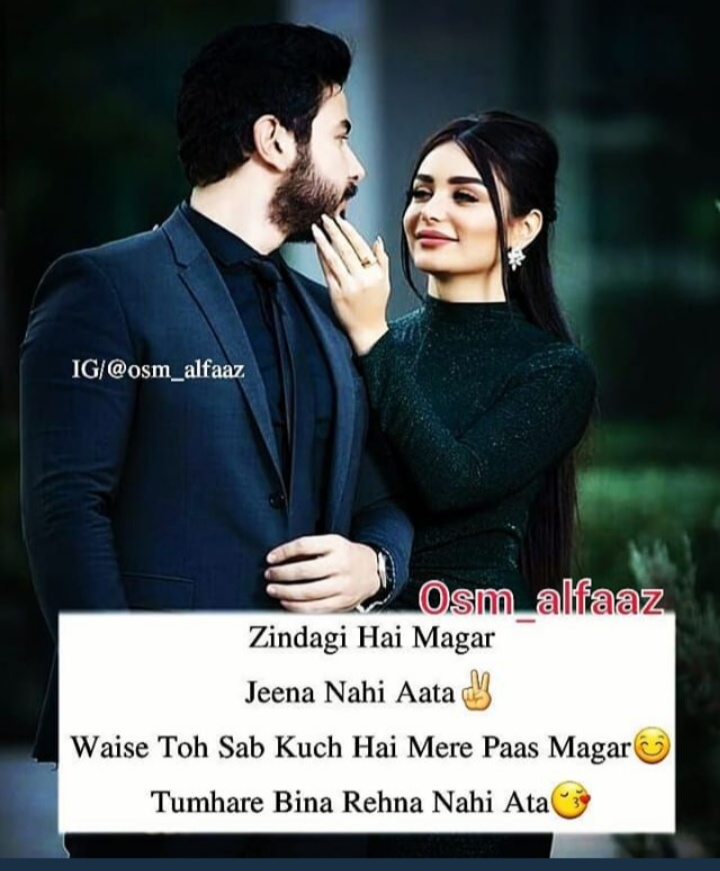 IG/@osm_alfaaz
Osm_alfaaz
Zindagi Hai Magar
Jeena Nahi Aata✌️
Waise Toh Sab Kuch Hai Mere Paas Magar😊
Tumhare Bina Rehna Nahi Ata😘